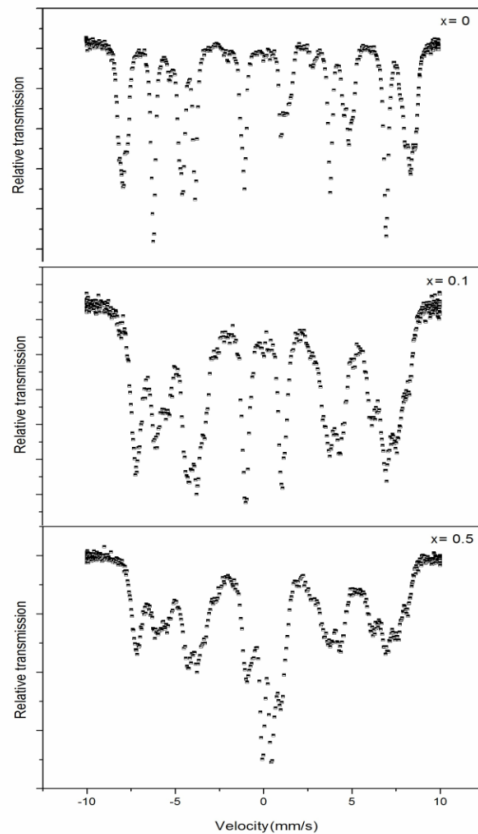 x= 0
Relative transmission
x= 0.1
Relative transmission
x= 0.5
Relative transmission
-10 -5 0 5 10
Velocity(mm/s)